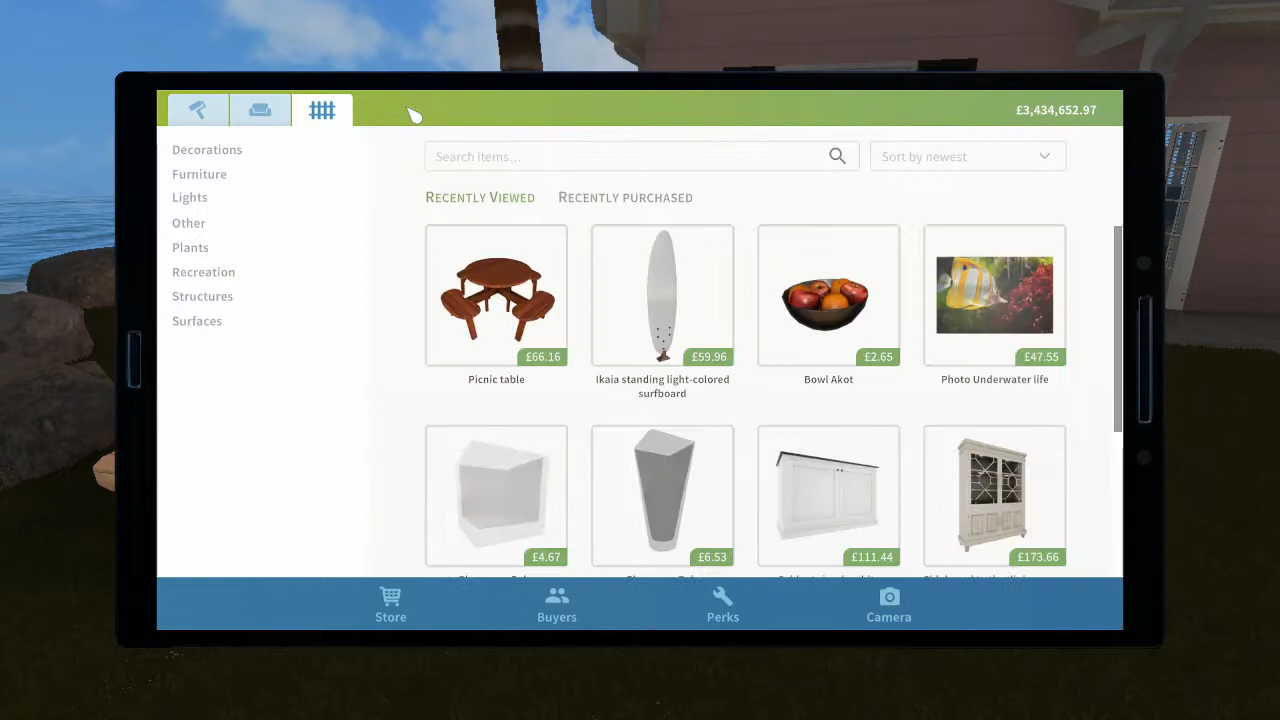 £3,434,652.97
Decorations
Furniture
Lights
Other
Plants
Recreation
Structures
Surfaces
Search items...
Sort by newest
RECENTLY VIEWED
RECENTLY PURCHASED
£66.16
£59.96
£2.65
£47.55
Picnic table
Ikaia standing light-colored
surfboard
Bowl Akot
Photo Underwater life
£4.67
£6.53
£111.44
£173.66
Store
Buyers
Perks
Camera